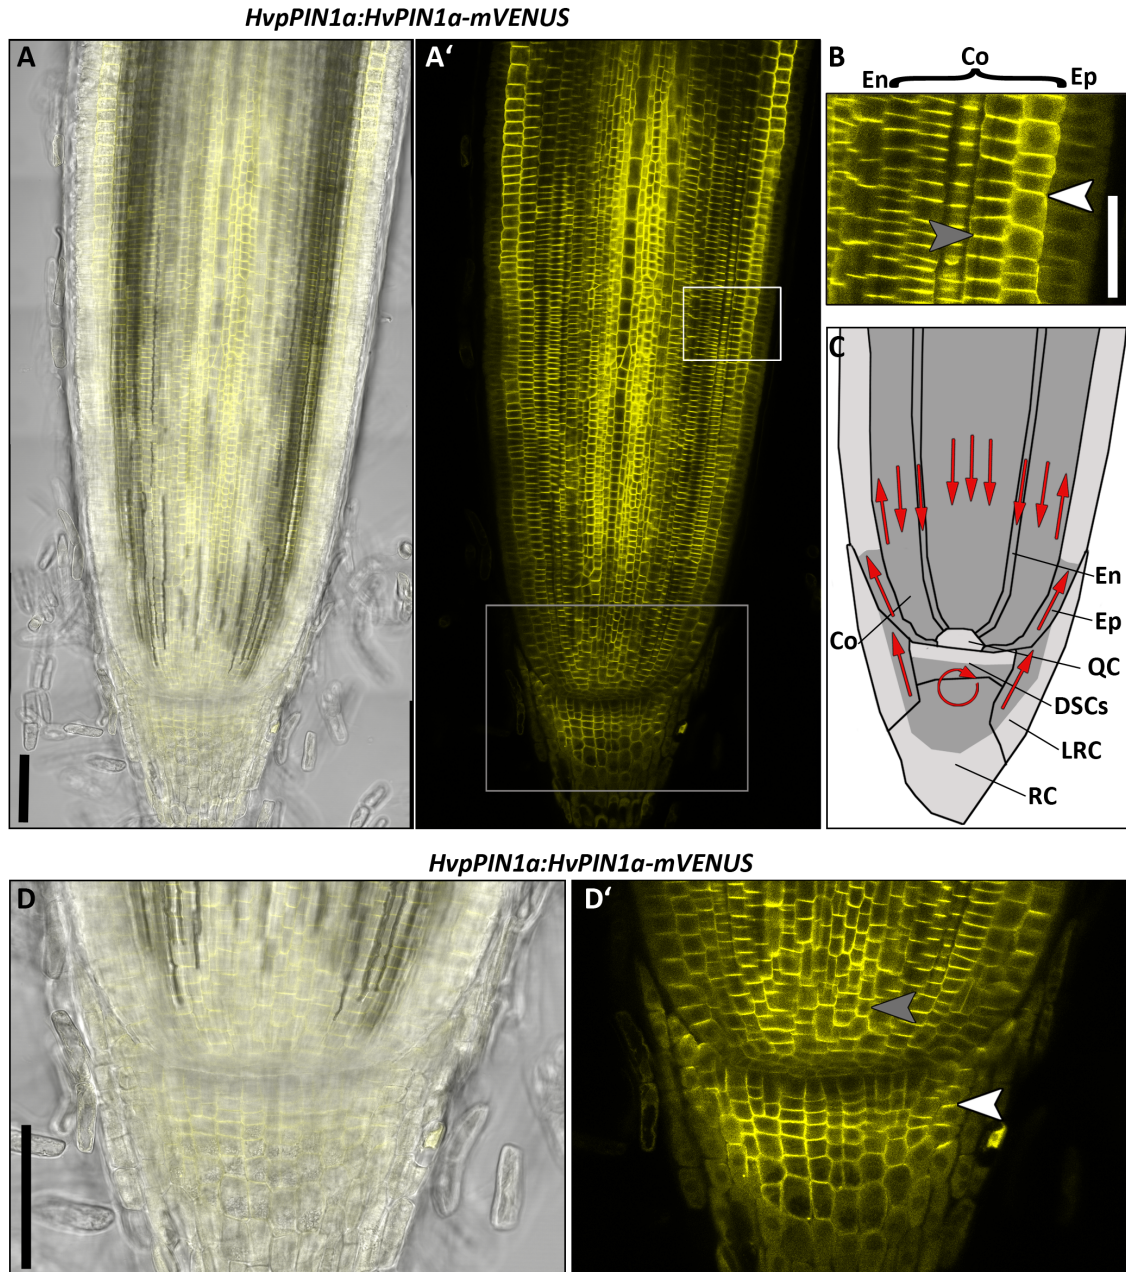 HvpPIN1a:HvPIN1a-mVENUS
A
A‘
B
Co
En
Ep
C
En
Ep
Co
QC
DSCs
LRC
RC
HvpPIN1a:HvPIN1a-mVENUS
D
D‘